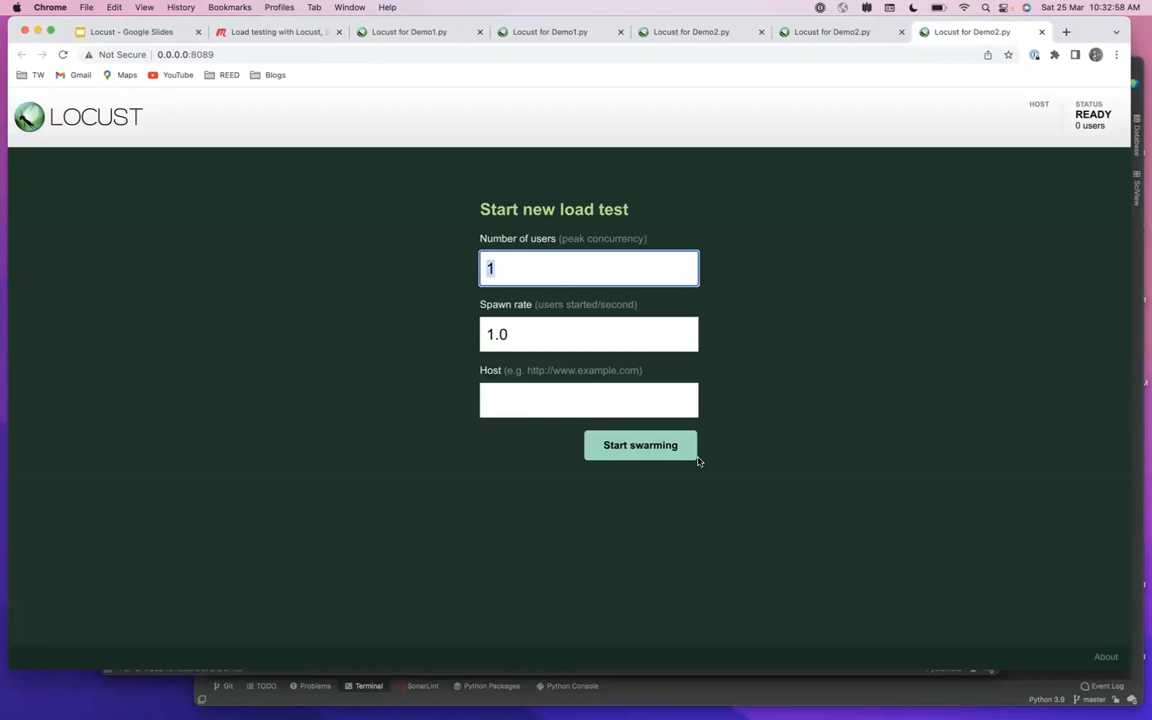 Chrome File Edit View History Bookmarks Profiles Tab Window Help Sat 25 Mar 10:32:58 AM
Locust - Google Slides Load testing with Locust, S Locust for Demo1.py Locust for Demo1.py Locust for Demo2.py Locust for Demo2.py Locust for Demo2.py
Not Secure 0.0.0.0:8089
TW Gmail Maps YouTube REED Blogs
LOCUST
HOST
STATUS
READY
0 users
Database
SciView
Start new load test
Number of users (peak concurrency)
1
Spawn rate (users started/second)
1.0
Host (e.g. http://www.example.com)
Start swarming
About
Git TODO Problems Terminal SonarLint Python Packages Python Console Event Log
Python 3.9 master